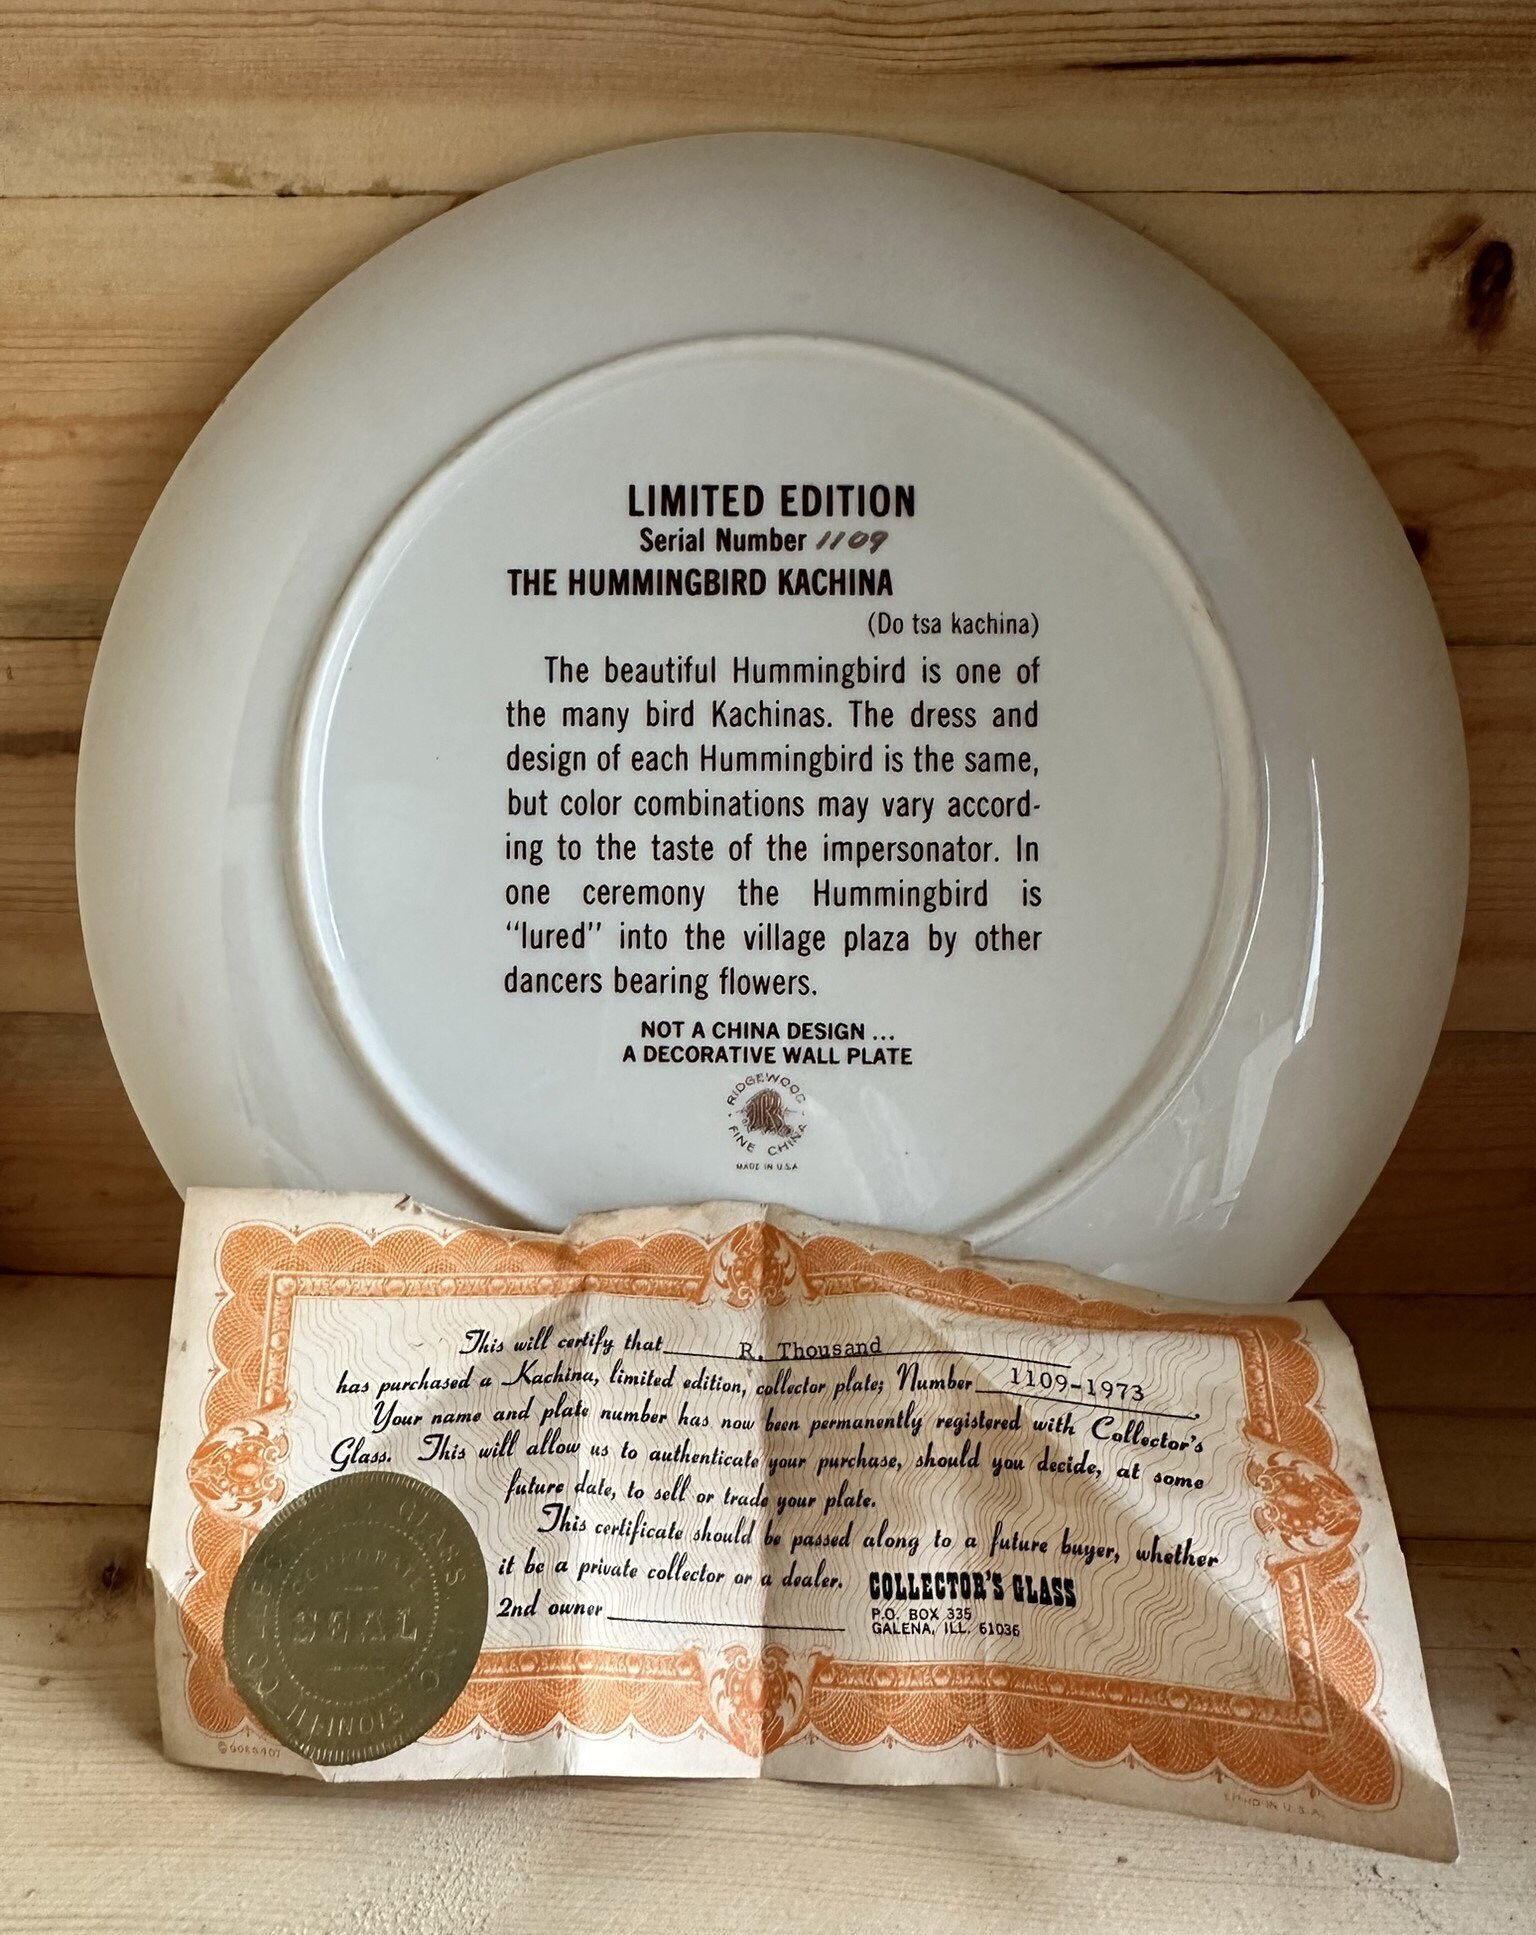 LIMITED EDITION
Serial Number 1109
THE HUMMINGBIRD KACHINA
(Do tsa kachina)
The beautiful Hummingbird is one of
the many bird Kachinas. The dress and
design of each Hummingbird is the same,
but color combinations may vary accord-
ing to the taste of the impersonator. In
one ceremony the Hummingbird is
"lured" into the village plaza by other
dancers bearing flowers.
NOT A CHINA DESIGN ...
A DECORATIVE WALL PLATE
RIDGEWOOD
FINE CHINA
MADE IN U.S.A
This will certify that R. Thousand
has purchased a Kachina, limited edition, collector plate; Number 1109-1973
Your name and plate number has now been permanently registered with Collector's
Glass. This will allow us to authenticate your purchase, should you decide, at some
future date, to sell or trade your plate.
This certificate should be passed along to a future buyer, whether
it be a private collector or a dealer.
2nd owner
COLLECTOR'S GLASS
P.O. BOX 335
GALENA, ILL. 61036
GLASS
SEAL
ILLINOIS
IN U.S.A.